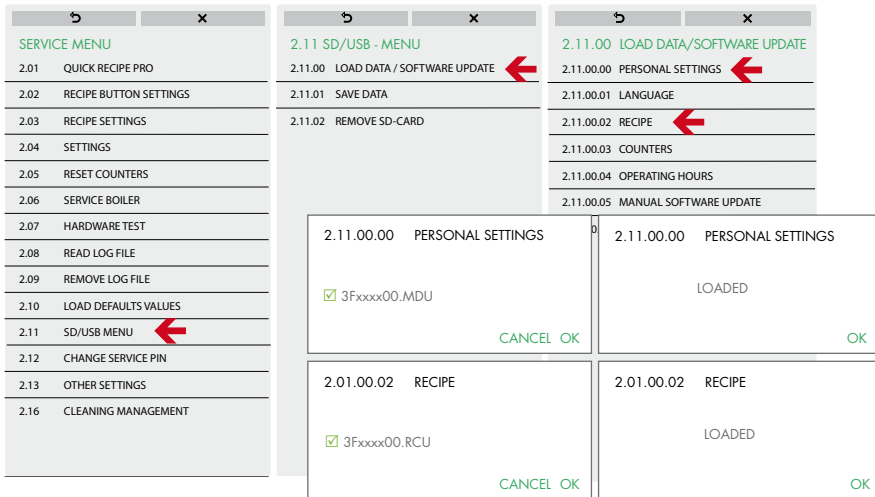 SERVICE MENU
2.01 QUICK RECIPE PRO
2.02 RECIPE BUTTON SETTINGS
2.03 RECIPE SETTINGS
2.04 SETTINGS
2.05 RESET COUNTERS
2.06 SERVICE BOILER
2.07 HARDWARE TEST
2.08 READ LOG FILE
2.09 REMOVE LOG FILE
2.10 LOAD DEFAULTS VALUES
2.11 SD/USB MENU
2.12 CHANGE SERVICE PIN
2.13 OTHER SETTINGS
2.16 CLEANING MANAGEMENT
2.11 SD/USB - MENU
2.11.00 LOAD DATA / SOFTWARE UPDATE
2.11.01 SAVE DATA
2.11.02 REMOVE SD-CARD
2.11.00 LOAD DATA/SOFTWARE UPDATE
2.11.00.00 PERSONAL SETTINGS
2.11.00.01 LANGUAGE
2.11.00.02 RECIPE
2.11.00.03 COUNTERS
2.11.00.04 OPERATING HOURS
2.11.00.05 MANUAL SOFTWARE UPDATE
2.11.00.00 PERSONAL SETTINGS
3Fxxxx00.MDU
CANCEL OK
2.11.00.00 PERSONAL SETTINGS
LOADED
OK
2.01.00.02 RECIPE
3Fxxxx00.RCU
CANCEL OK
2.01.00.02 RECIPE
LOADED
OK